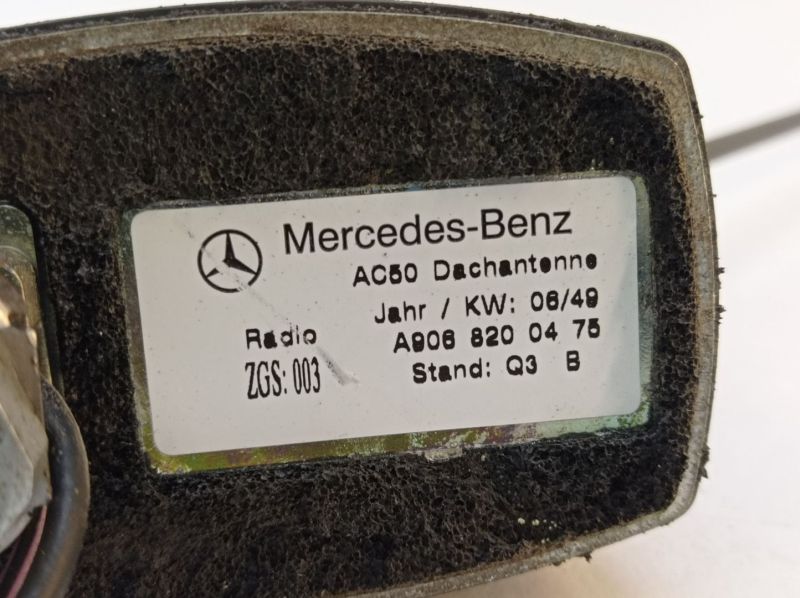 Mercedes-Benz
AC50 Dachantenne
Jahr / KW: 06/49
Radio A906 820 04 75
ZGS: 003 Stand: Q3 B